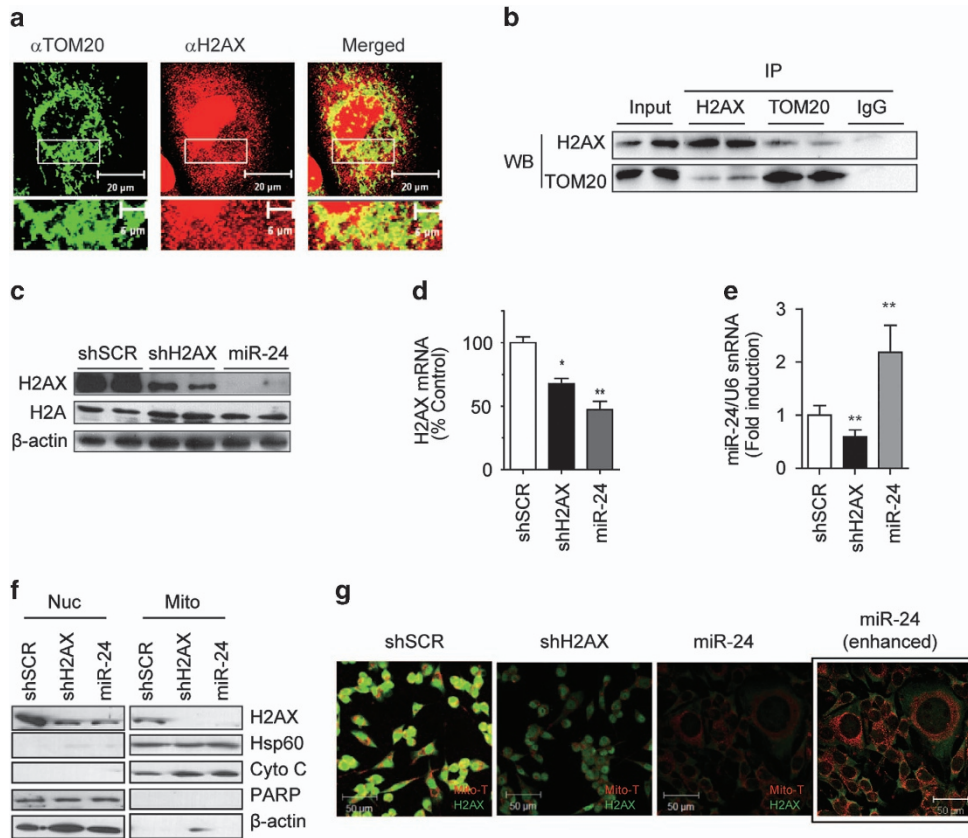 a
αTOM20 αH2AX Merged
20 µm 20 µm 20 µm
5 µm 5 µm 5 µm
b
IP
Input H2AX TOM20 IgG
WB
H2AX
TOM20
c
shSCR shH2AX miR-24
H2AX
H2A
β-actin
d
H2AX mRNA
(% Control)
100
50
0
*
**
shSCR
shH2AX
miR-24
e
miR-24/U6 snRNA
(Fold induction)
3
2
1
0
**
**
shSCR
shH2AX
miR-24
f
Nuc Mito
shSCR shH2AX miR-24 shSCR shH2AX miR-24
H2AX
Hsp60
Cyto C
PARP
β-actin
g
shSCR shH2AX miR-24 miR-24
(enhanced)
Mito-T Mito-T Mito-T
50 µm H2AX 50 µm H2AX 50 µm H2AX 50 µm